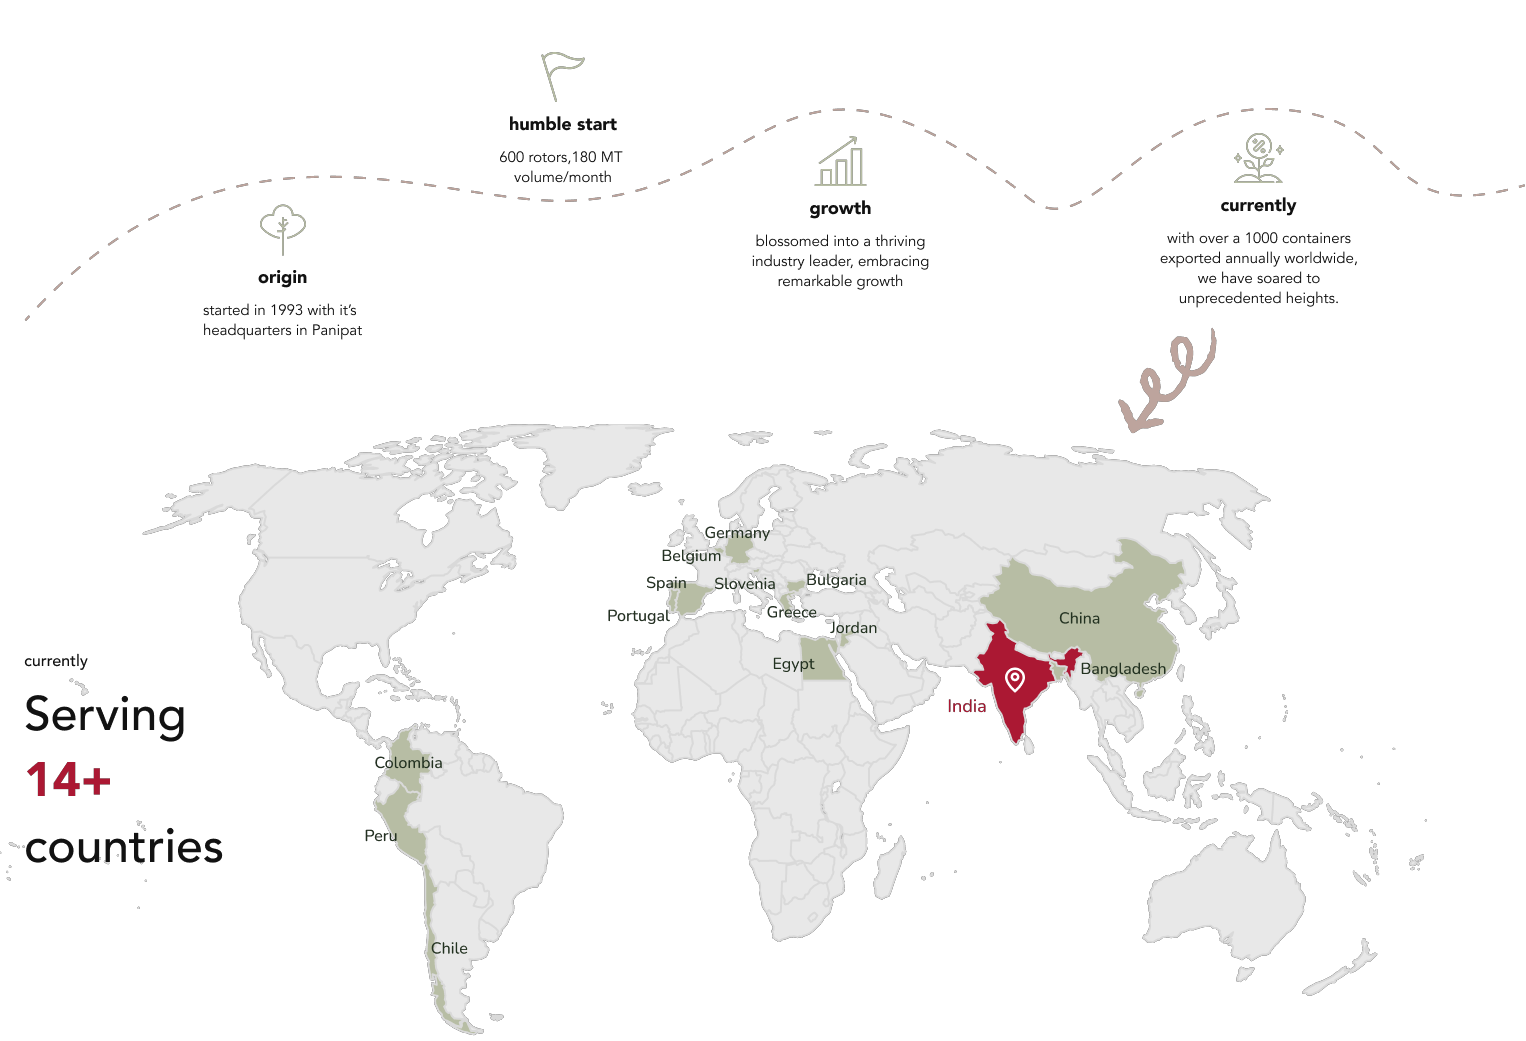 humble start
600 rotors,180 MT
volume/month
origin
started in 1993 with it's
headquarters in Panipat
growth
blossomed into a thriving
industry leader, embracing
remarkable growth
currently
with over a 1000 containers
exported annually worldwide,
we have soared to
unprecedented heights.
currently
Serving
14+
countries
Germany
Belgium
Spain
Slovenia
Bulgaria
Portugal
Greece
Jordan
Egypt
China
Bangladesh
India
Colombia
Peru
Chile